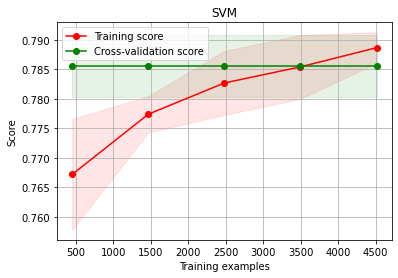 SVM
Training score
Cross-validation score
0.790
0.785
0.780
0.775
0.770
0.765
0.760
Score
500 1000 1500 2000 2500 3000 3500 4000 4500
Training examples